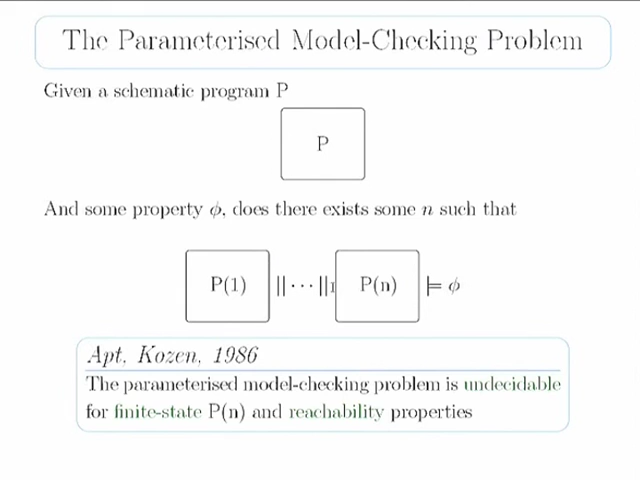 The Parameterised Model-Checking Problem
Given a schematic program P
P
And some property ϕ, does there exists some n such that
P(1) || ⋯ || P(n) ⊨ ϕ
Apt, Kozen, 1986
The parameterised model-checking problem is undecidable
for finite-state P(n) and reachability properties